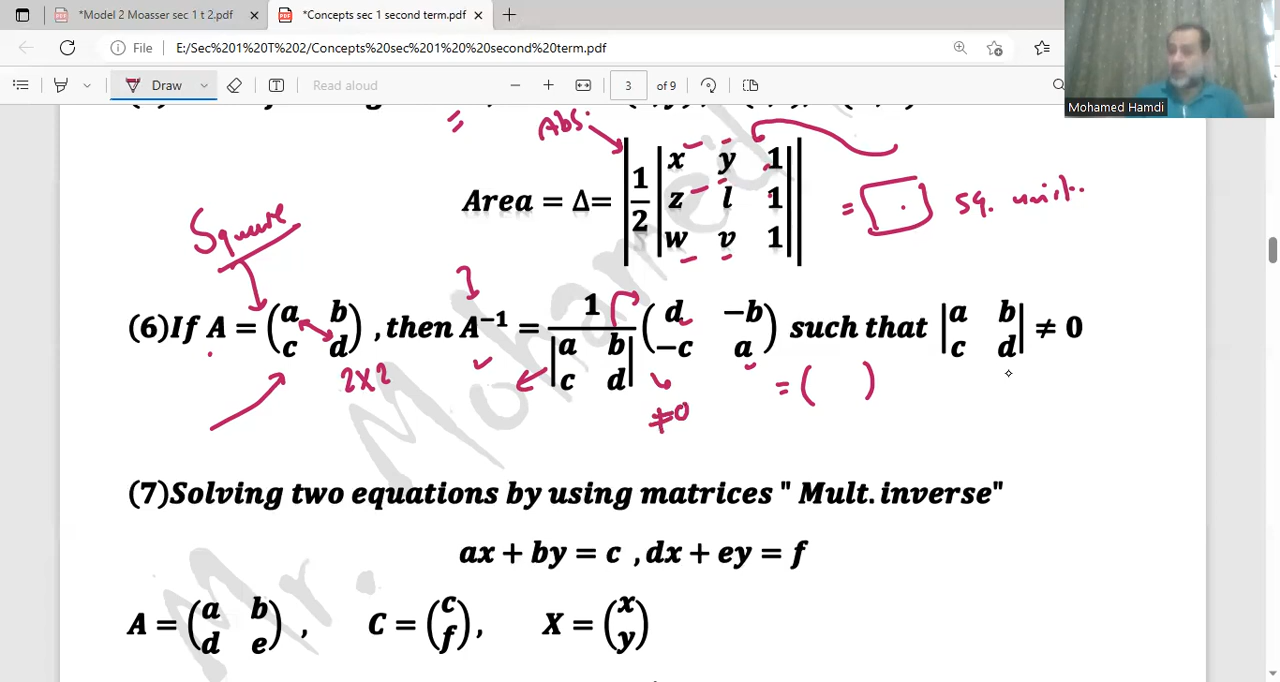 *Model 2 Moasser sec 1 t 2.pdf
*Concepts sec 1 second term.pdf
File E:/Sec%201%20T%202/Concepts%20sec%201%20%20second%20term.pdf
Draw Read aloud 3 of 9
Mohamed Hamdi
Abs.
Area = Δ= | 1/2 | x y 1
z l 1
w v 1 | | = sq. unit.
Square
(6)If A = (a b
c d) , then A⁻¹ = 1 / |a b
c d| (d −b
−c a) such that |a b
c d| ≠ 0
2x2
≠0
= ( )
(7)Solving two equations by using matrices " Mult. inverse"
ax + by = c , dx + ey = f
A = (a b
d e) , C = (c
f), X = (x
y)
Mr. Mohamed